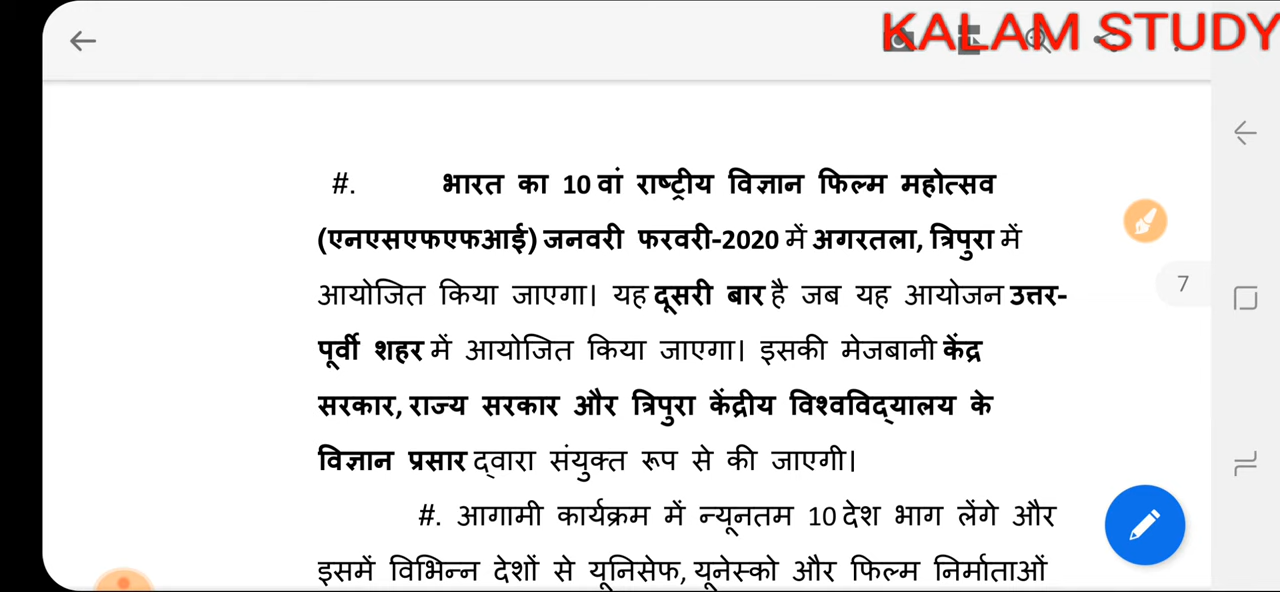 KALAM STUDY
#. भारत का 10 वां राष्ट्रीय विज्ञान फिल्म महोत्सव
(एनएसएफएफआई) जनवरी फरवरी-2020 में अगरतला, त्रिपुरा में
आयोजित किया जाएगा। यह दूसरी बार है जब यह आयोजन उत्तर-
7
पूर्वी शहर में आयोजित किया जाएगा। इसकी मेजबानी केंद्र
सरकार, राज्य सरकार और त्रिपुरा केंद्रीय विश्वविद्यालय के
विज्ञान प्रसार द्वारा संयुक्त रूप से की जाएगी।
#. आगामी कार्यक्रम में न्यूनतम 10 देश भाग लेंगे और
इसमें विभिन्न देशों से यूनिसेफ, यूनेस्को और फिल्म निर्माताओं